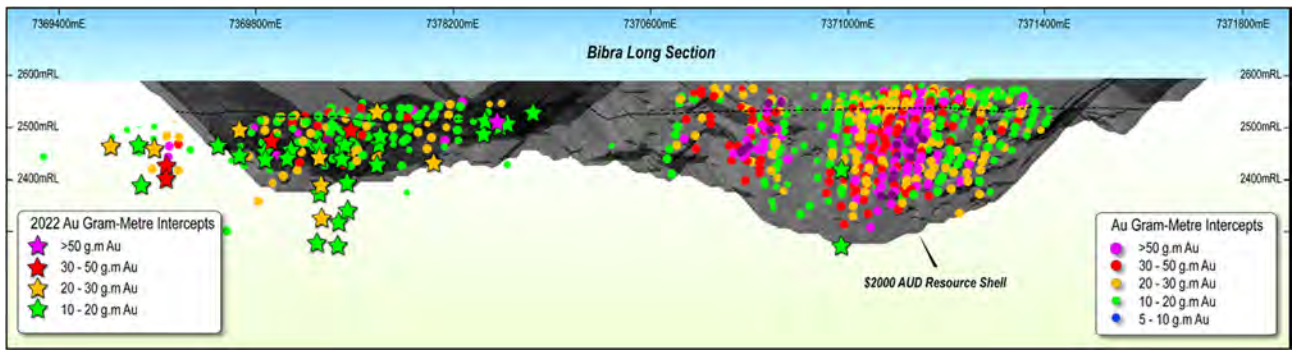 7369400mE 7369800mE 7378200mE 7370600mE 7371000mE 7371400mE 7371800mE
Bibra Long Section
2600mRL 2600mRL
2500mRL 2500mRL
2400mRL 2400mRL
2022 Au Gram-Metre Intercepts
>50 g.m Au
30 - 50 g.m Au
20 - 30 g.m Au
10 - 20 g.m Au
Au Gram-Metre Intercepts
>50 g.m Au
30 - 50 g.m Au
20 - 30 g.m Au
10 - 20 g.m Au
5 - 10 g.m Au
$2000 AUD Resource Shell